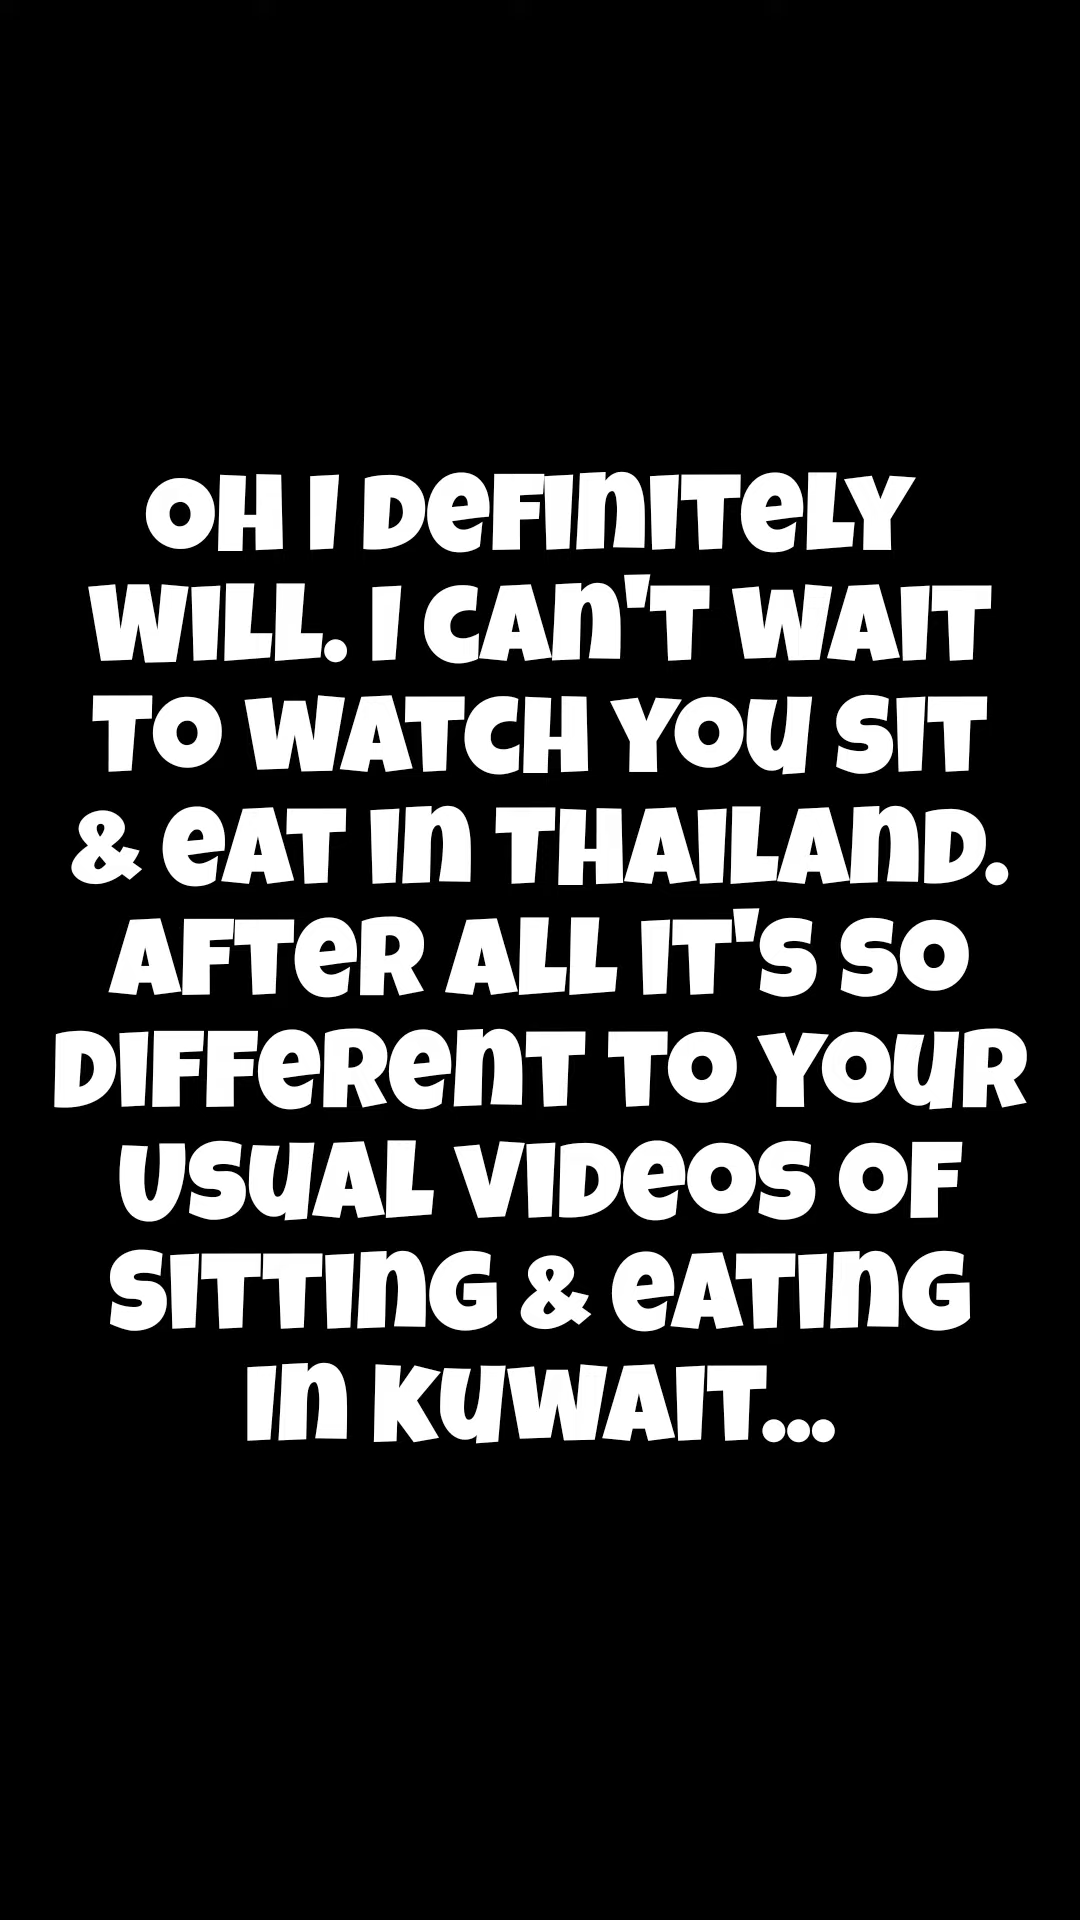 OH I DEFINITELY
WILL. I CAN'T WAIT
TO WATCH YOU SIT
& EAT IN THAILAND.
AFTER ALL IT'S SO
DIFFERENT TO YOUR
USUAL VIDEOS OF
SITTING & EATING
IN KUWAIT...